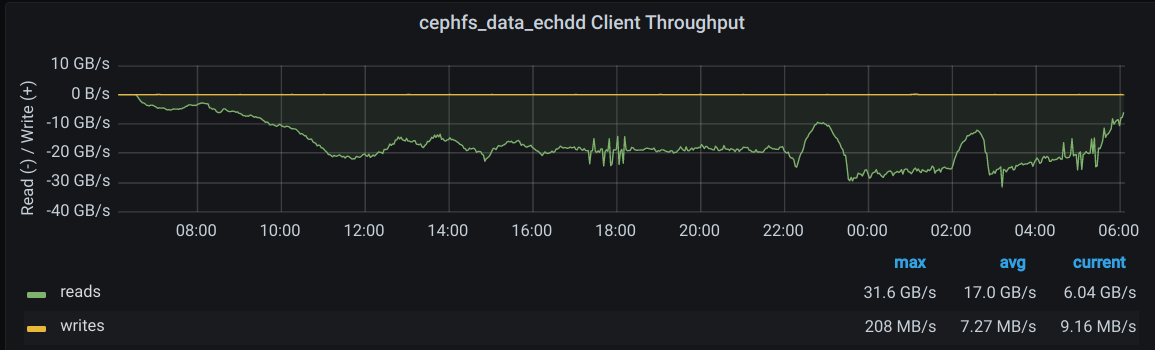 cephfs_data_echdd Client Throughput
Read (-) / Write (+)
10 GB/s
0 B/s
-10 GB/s
-20 GB/s
-30 GB/s
-40 GB/s
08:00 10:00 12:00 14:00 16:00 18:00 20:00 22:00 00:00 02:00 04:00 06:00
max avg current
reads 31.6 GB/s 17.0 GB/s 6.04 GB/s
writes 208 MB/s 7.27 MB/s 9.16 MB/s